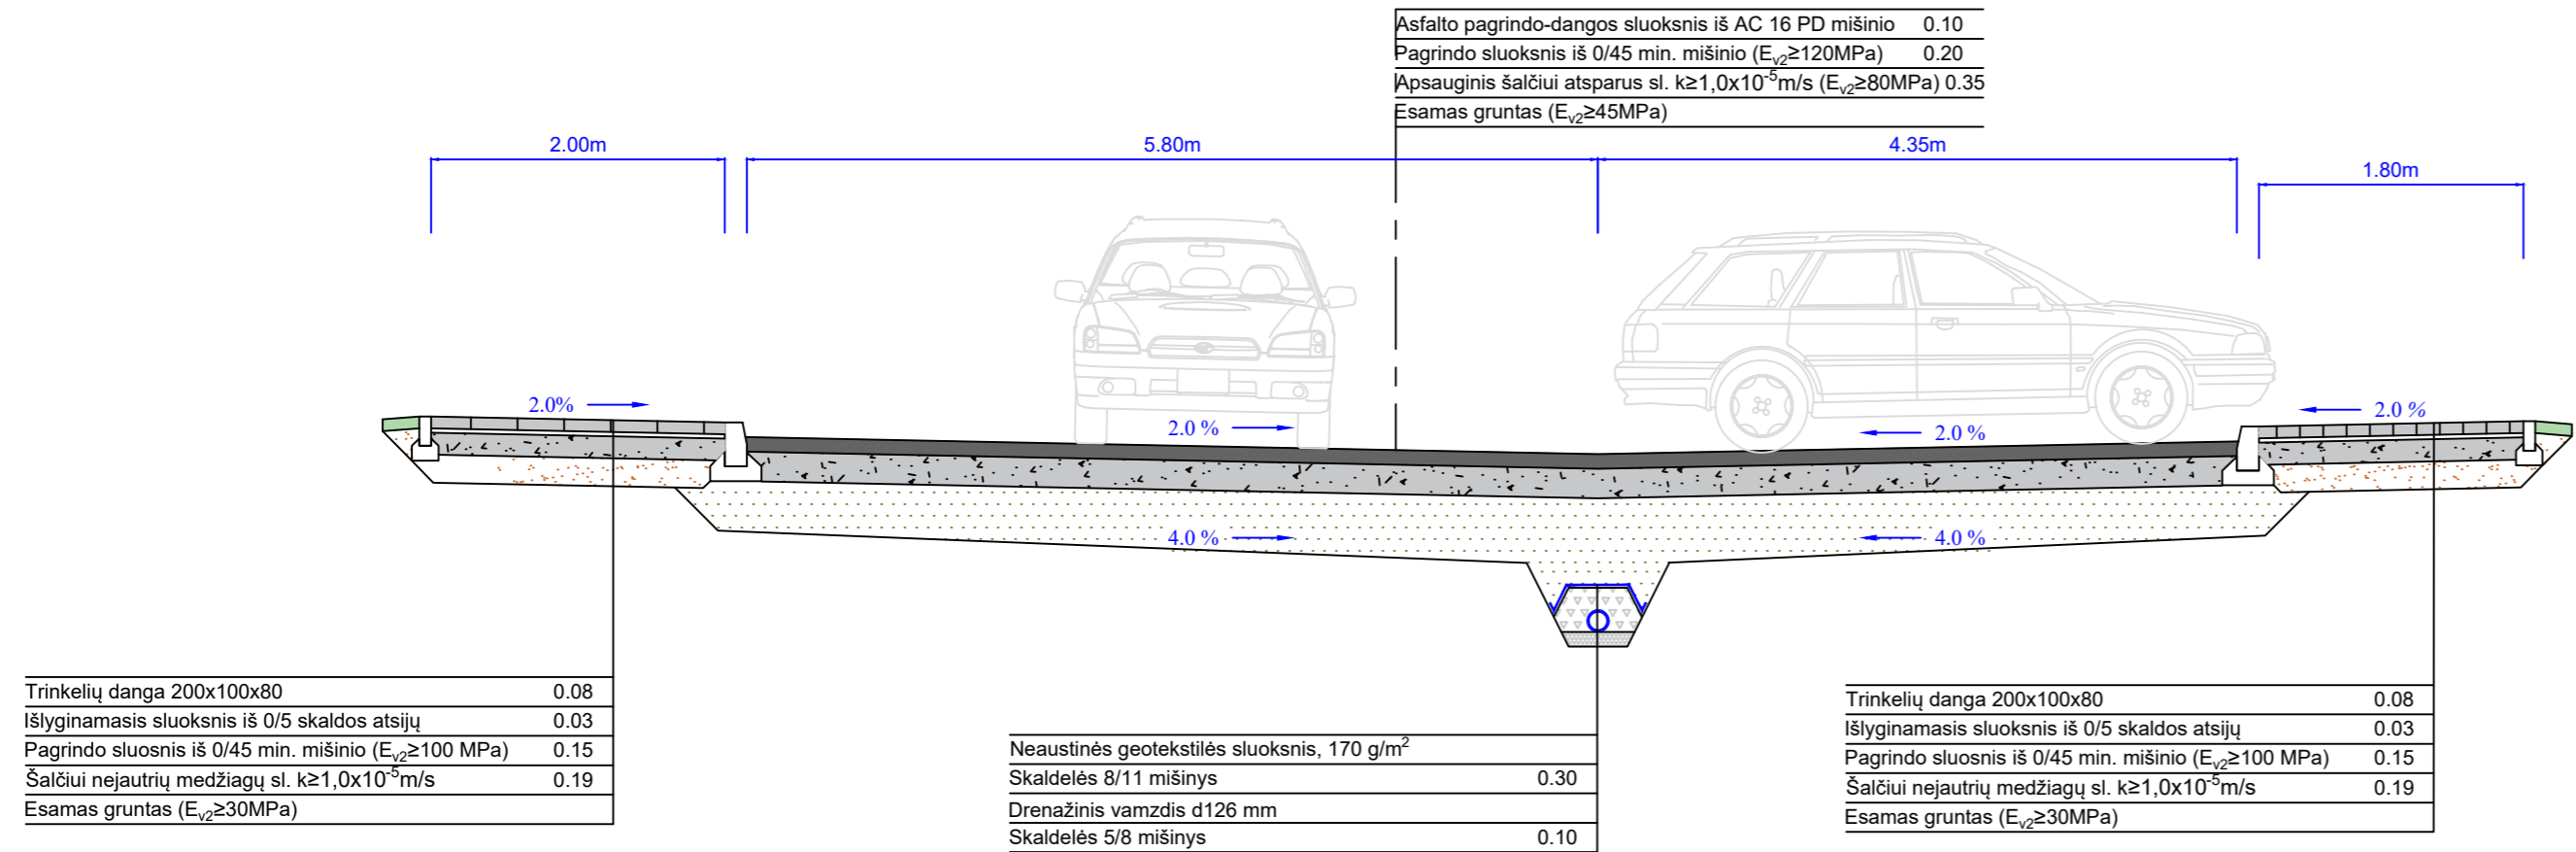 Asfalto pagrindo-dangos sluoksnis iš AC 16 PD mišinio 0.10
Pagrindo sluoksnis iš 0/45 min. mišinio (Ev2≥120MPa) 0.20
Apsauginis šalčiui atsparus sl. k≥1,0x10⁻⁵m/s (Ev2≥80MPa) 0.35
Esamas gruntas (Ev2≥45MPa)
2.00m 5.80m 4.35m
1.80m
2.0% 2.0 % 2.0 % 2.0 %
4.0 % 4.0 %
Trinkelių danga 200x100x80 0.08
Išlyginamasis sluoksnis iš 0/5 skaldos atsijų 0.03
Pagrindo sluosnis iš 0/45 min. mišinio (Ev2≥100 MPa) 0.15
Šalčiui nejautrių medžiagų sl. k≥1,0x10⁻⁵m/s 0.19
Esamas gruntas (Ev2≥30MPa)
Neaustinės geotekstilės sluoksnis, 170 g/m²
Skaldelės 8/11 mišinys 0.30
Drenažinis vamzdis d126 mm
Skaldelės 5/8 mišinys 0.10
Trinkelių danga 200x100x80 0.08
Išlyginamasis sluoksnis iš 0/5 skaldos atsijų 0.03
Pagrindo sluosnis iš 0/45 min. mišinio (Ev2≥100 MPa) 0.15
Šalčiui nejautrių medžiagų sl. k≥1,0x10⁻⁵m/s 0.19
Esamas gruntas (Ev2≥30MPa)